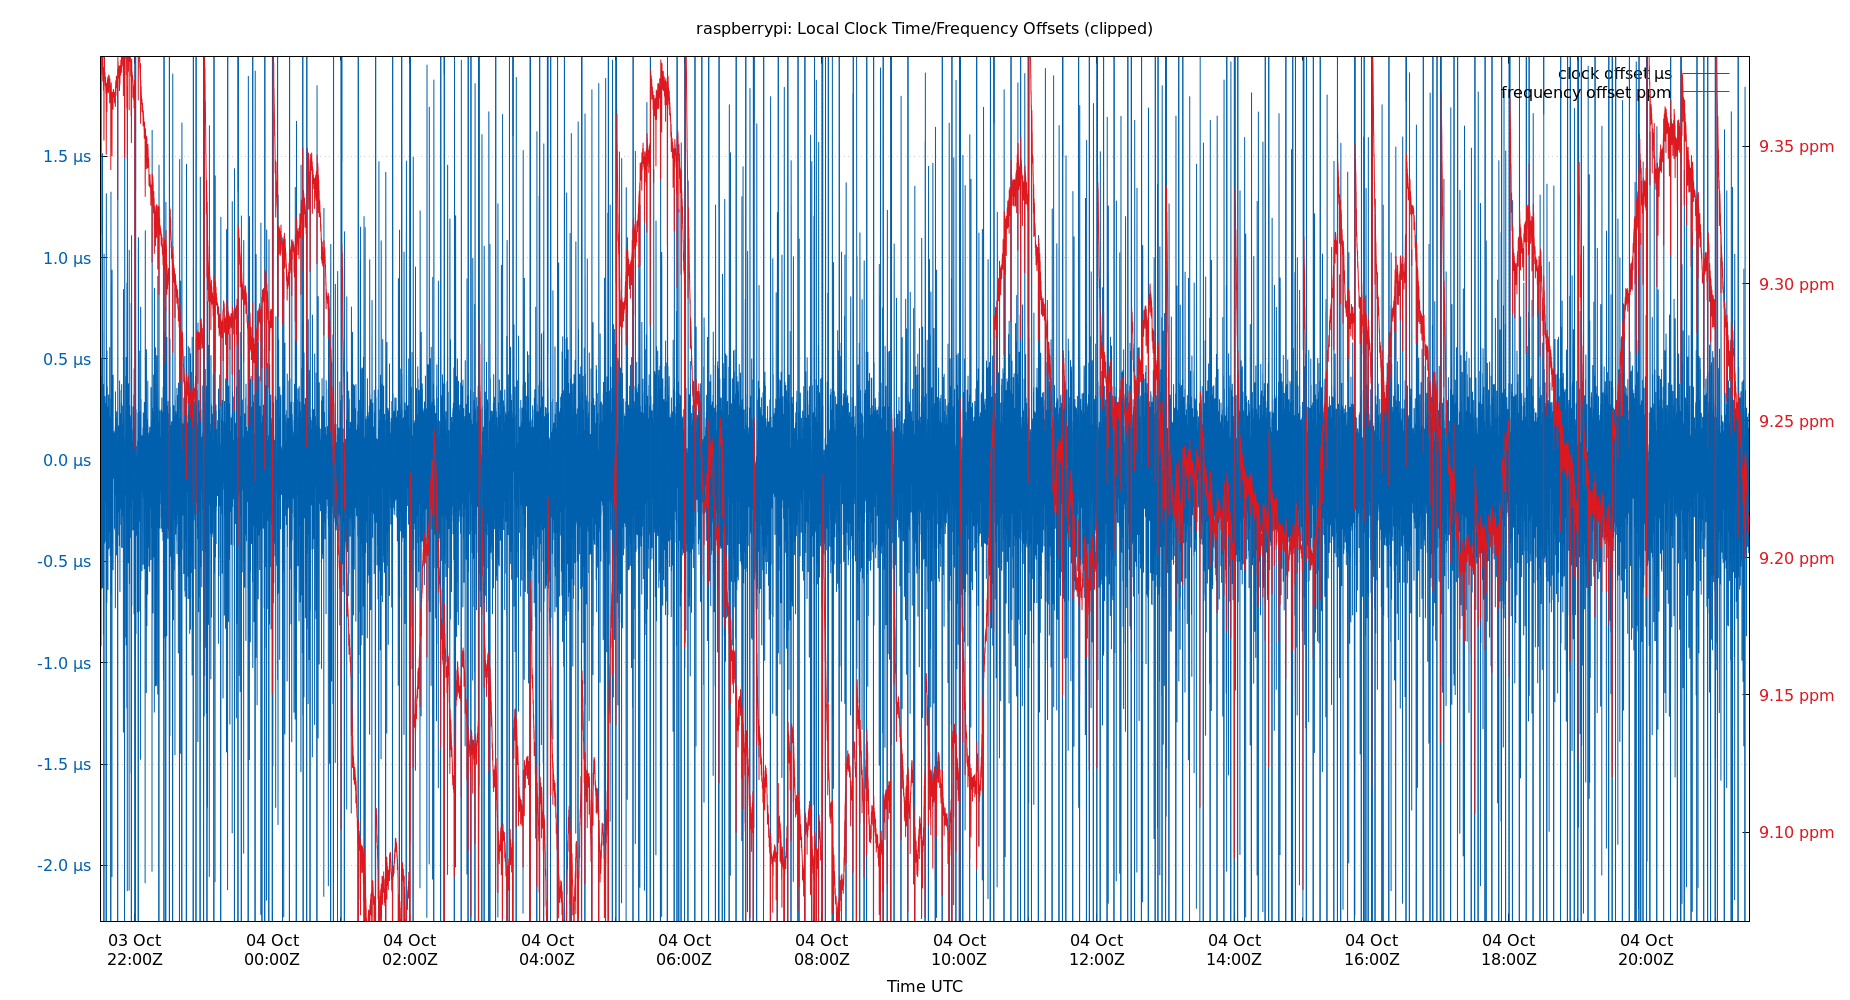 raspberrypi: Local Clock Time/Frequency Offsets (clipped)
clock offset µs
frequency offset ppm
1.5 µs
1.0 µs
0.5 µs
0.0 µs
-0.5 µs
-1.0 µs
-1.5 µs
-2.0 µs
9.35 ppm
9.30 ppm
9.25 ppm
9.20 ppm
9.15 ppm
9.10 ppm
03 Oct 04 Oct 04 Oct 04 Oct 04 Oct 04 Oct 04 Oct 04 Oct 04 Oct 04 Oct 04 Oct 04 Oct
22:00Z 00:00Z 02:00Z 04:00Z 06:00Z 08:00Z 10:00Z 12:00Z 14:00Z 16:00Z 18:00Z 20:00Z
Time UTC